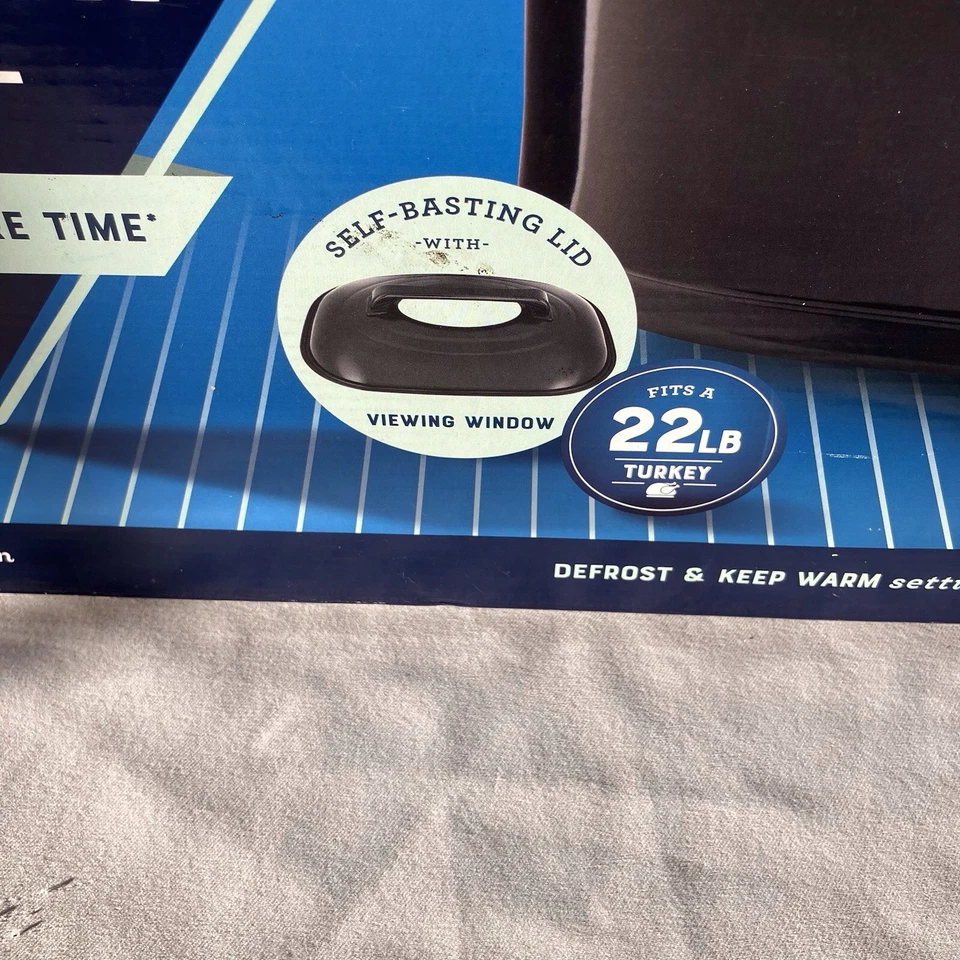 TIME*
SELF-BASTING LID
-WITH-
VIEWING WINDOW
FITS A
22LB
TURKEY
DEFROST & KEEP WARM